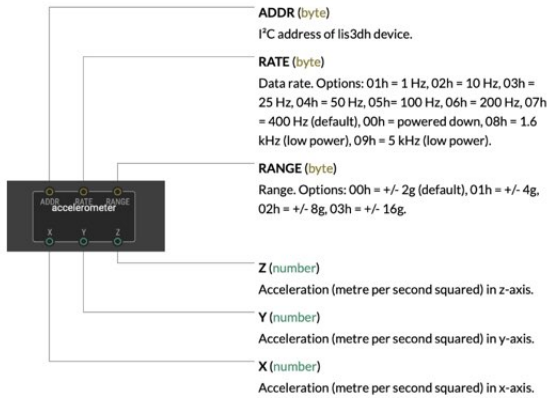 ADDR (byte)
I²C address of lis3dh device.
RATE (byte)
Data rate. Options: 01h = 1 Hz, 02h = 10 Hz, 03h =
25 Hz, 04h = 50 Hz, 05h= 100 Hz, 06h = 200 Hz, 07h
= 400 Hz (default), 00h = powered down, 08h = 1.6
kHz (low power), 09h = 5 kHz (low power).
RANGE (byte)
Range. Options: 00h = +/- 2g (default), 01h = +/- 4g,
02h = +/- 8g, 03h = +/- 16g.
ADDR RATE RANGE
accelerometer
X Y Z
Z (number)
Acceleration (metre per second squared) in z-axis.
Y (number)
Acceleration (metre per second squared) in y-axis.
X (number)
Acceleration (metre per second squared) in x-axis.